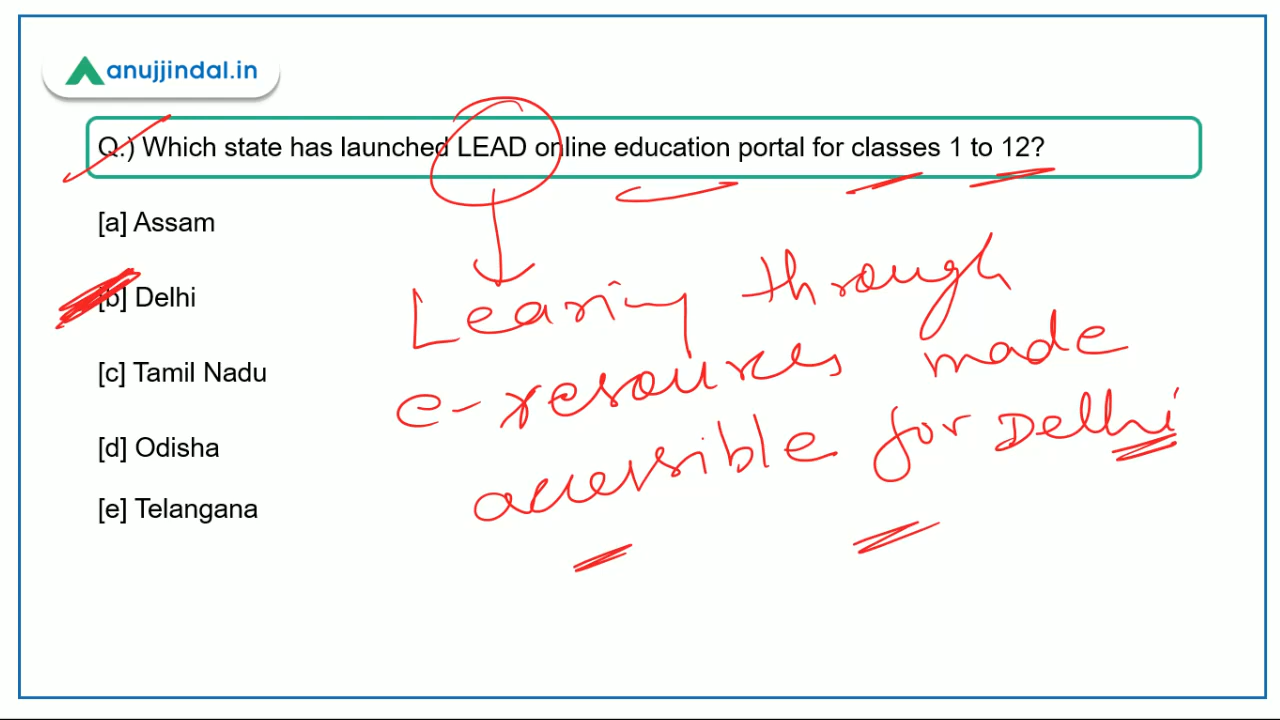 anujjindal.in
Q.) Which state has launched LEAD online education portal for classes 1 to 12?
[a] Assam
[b] Delhi
[c] Tamil Nadu
[d] Odisha
[e] Telangana
Learing through
e-resources made
accessible for Delhi